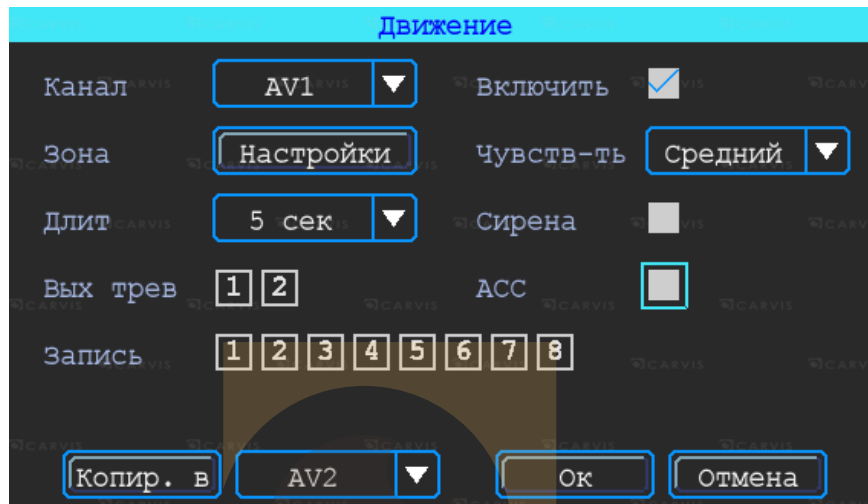 Движение
Канал AV1 Включить
Зона Настройки Чувств-ть Средний
Длит 5 сек Сирена
Вых трев 1 2 ACC
Запись 1 2 3 4 5 6 7 8
Копир. в AV2 Ок Отмена